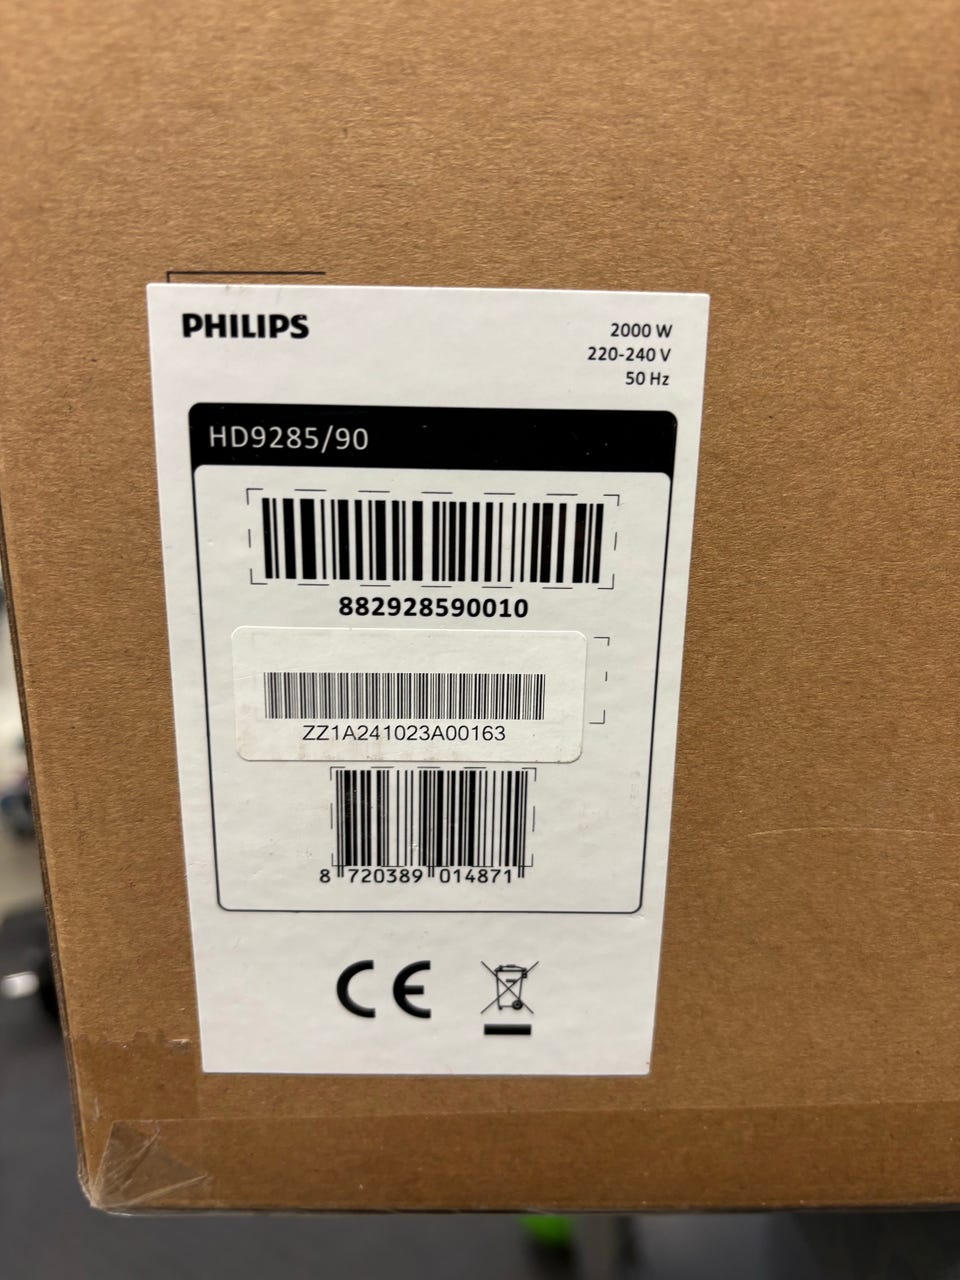 PHILIPS
2000 W
220-240 V
50 Hz
HD9285/90
882928590010
ZZ1A241023A00163
8 720389 014871
CE